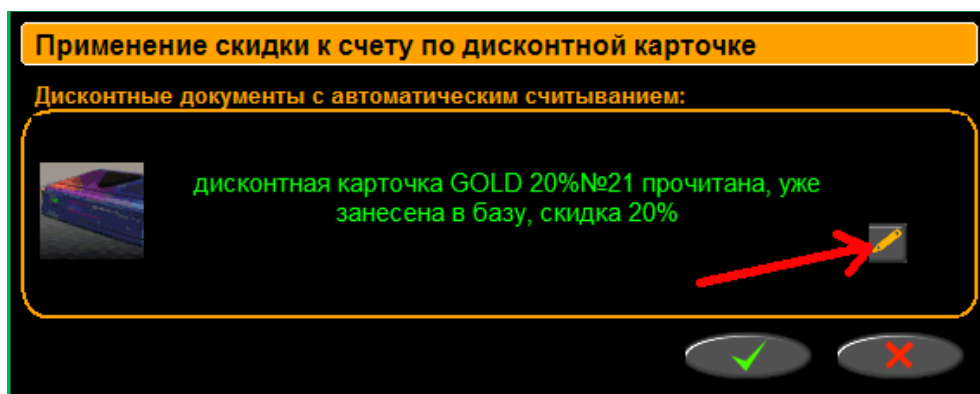 Применение скидки к счету по дисконтной карточке
Дисконтные документы с автоматическим считыванием:
дисконтная карточка GOLD 20%№21 прочитана, уже
занесена в базу, скидка 20%